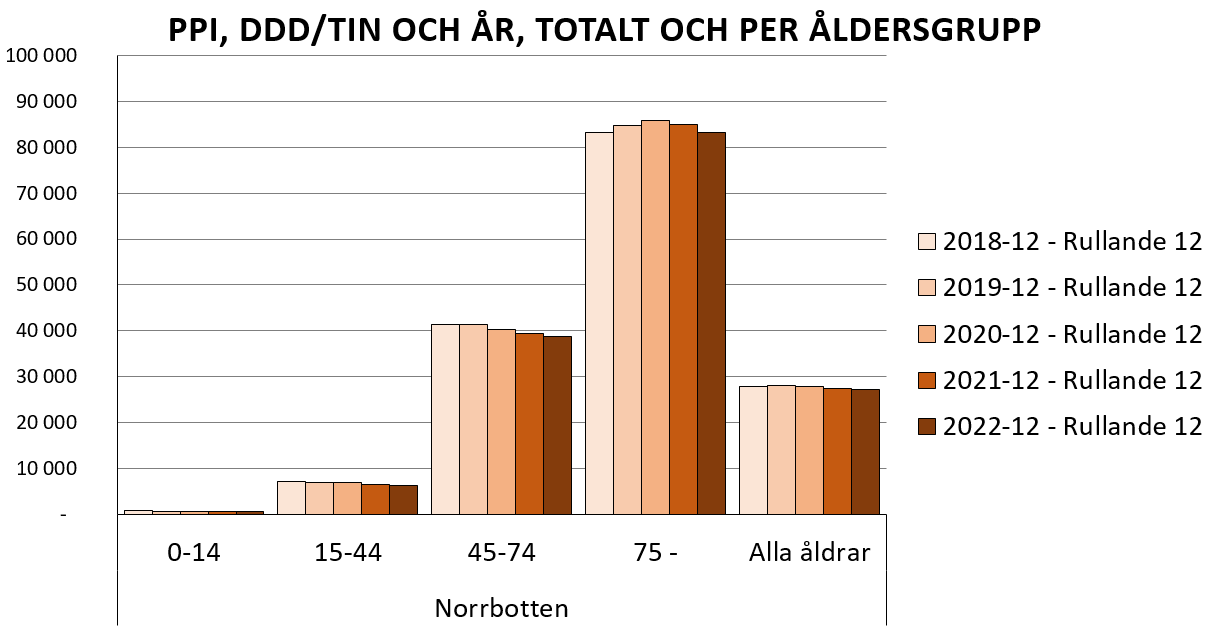 PPI, DDD/TIN OCH ÅR, TOTALT OCH PER ÅLDERSGRUPP
100 000
90 000
80 000
70 000
60 000
50 000
40 000
30 000
20 000
10 000
-
0-14 15-44 45-74 75 - Alla åldrar
Norrbotten
2018-12 - Rullande 12
2019-12 - Rullande 12
2020-12 - Rullande 12
2021-12 - Rullande 12
2022-12 - Rullande 12